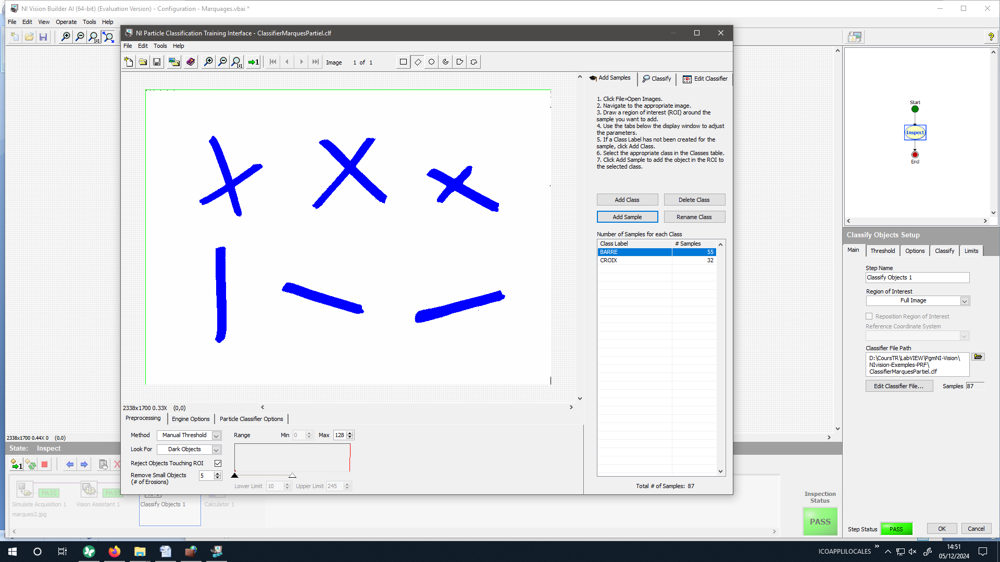 NI Vision Builder AI (64-bit) (Evaluation Version) - Configuration - Marquages.vbai *
File Edit View Operate Tools Help
NI Particle Classification Training Interface - ClassifierMarquesPartiel.clf
File Edit Tools Help
Image 1 of 1
Add Samples Classify Edit Classifier
1. Click File»Open Images.
2. Navigate to the appropriate image.
3. Draw a region of interest (ROI) around the
sample you want to add.
4. Use the tabs below the display window to adjust
the parameters.
5. If a Class Label has not been created for the
sample, click Add Class.
6. Select the appropriate class in the Classes table.
7. Click Add Sample to add the object in the ROI to
the selected class.
Add Class Delete Class
Add Sample Rename Class
Number of Samples for each Class
Class Label # Samples
BARRE 55
CROIX 32
Total # of Samples: 87
2338x1700 0.33X (0,0)
Preprocessing Engine Options Particle Classifier Options
Method Manual Threshold Range Min 0 Max 128
Look For Dark Objects
Reject Objects Touching ROI
Remove Small Objects 5
(# of Erosions)
Lower Limit 10 Upper Limit 245
2338x1700 0.44X 0 (0,0)
State: Inspect
PASS PASS
Simulate Acquisition 1 Vision Assistant 1 Classify Objects 1 Calculator 1
marques2.jpg
Inspection
Status
PASS
Start
Inspect
End
Classify Objects Setup
Main Threshold Options Classify Limits
Step Name
Classify Objects 1
Region of Interest
Full Image
Reposition Region of Interest
Reference Coordinate System
Classifier File Path
D:\CoursTR\LabVIEW\PgmNI-Vision\
NIvision-Exemples-PRF\
ClassifierMarquesPartiel.clf
Edit Classifier File... Samples 87
Step Status PASS OK Cancel
ICOAPPLILOCALES
14:51
05/12/2024